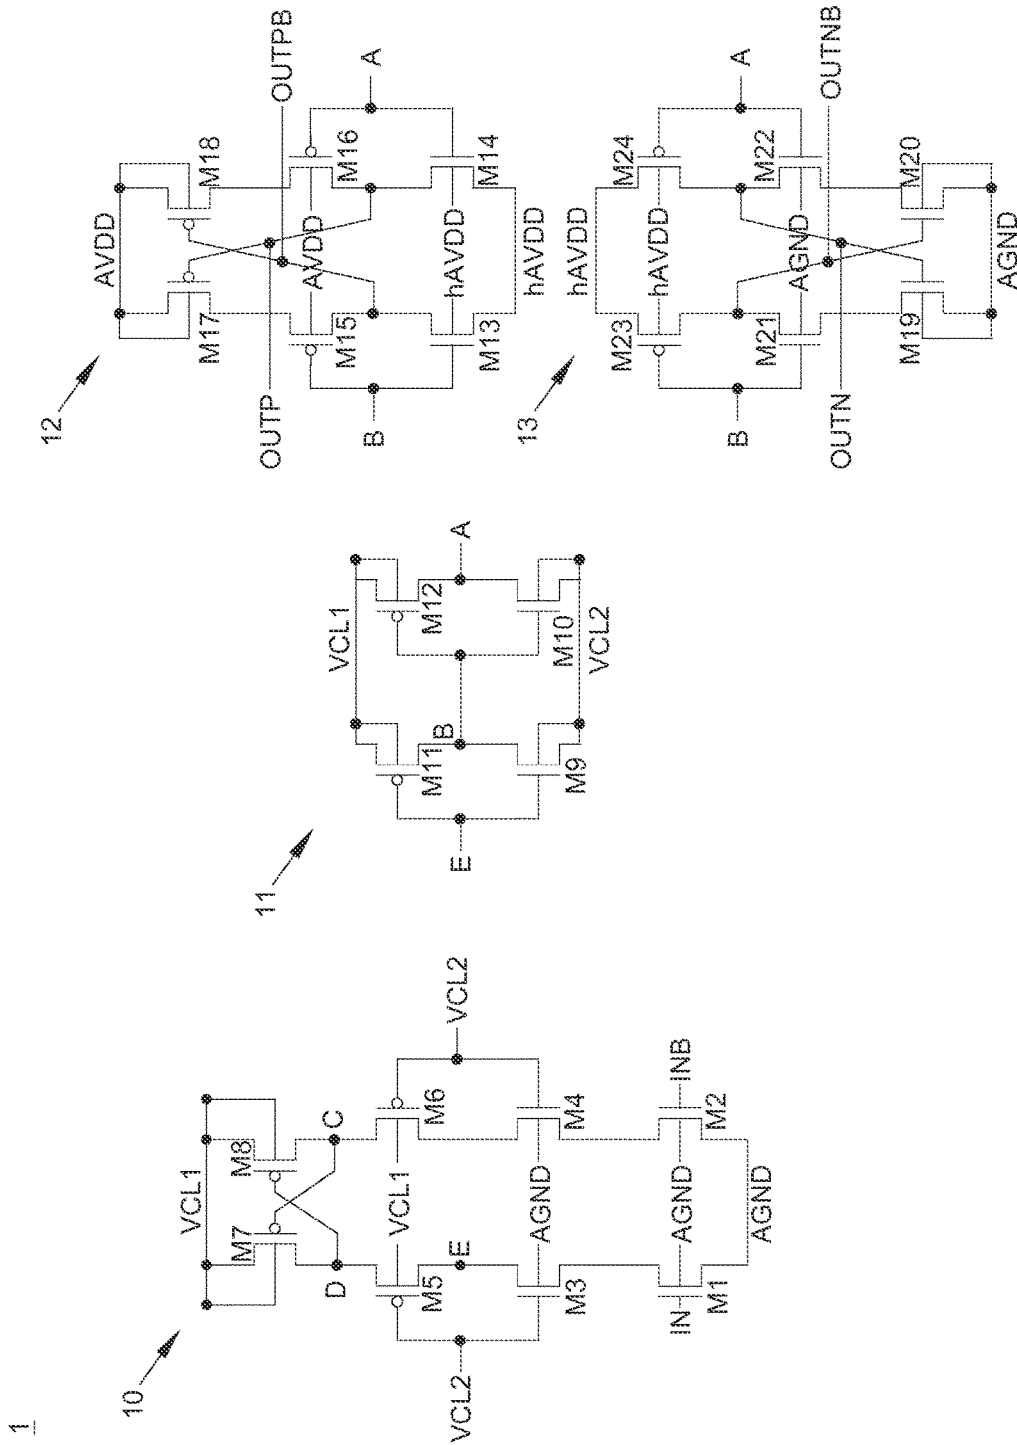 1
10
VCL1
M7
M8
D
C
VCL2
M5
VCL1
M6
VCL2
E
M3
AGND
M4
IN
M1
AGND
M2
INB
AGND
11
VCL1
E
M11
B
M12
A
M9
M10
VCL2
12
AVDD
M17
M18
OUTP
OUTPB
M15
AVDD
M16
B
A
M13
hAVDD
M14
hAVDD
13
hAVDD
M23
hAVDD
M24
B
A
M21
AGND
M22
OUTN
OUTNB
M19
M20
AGND